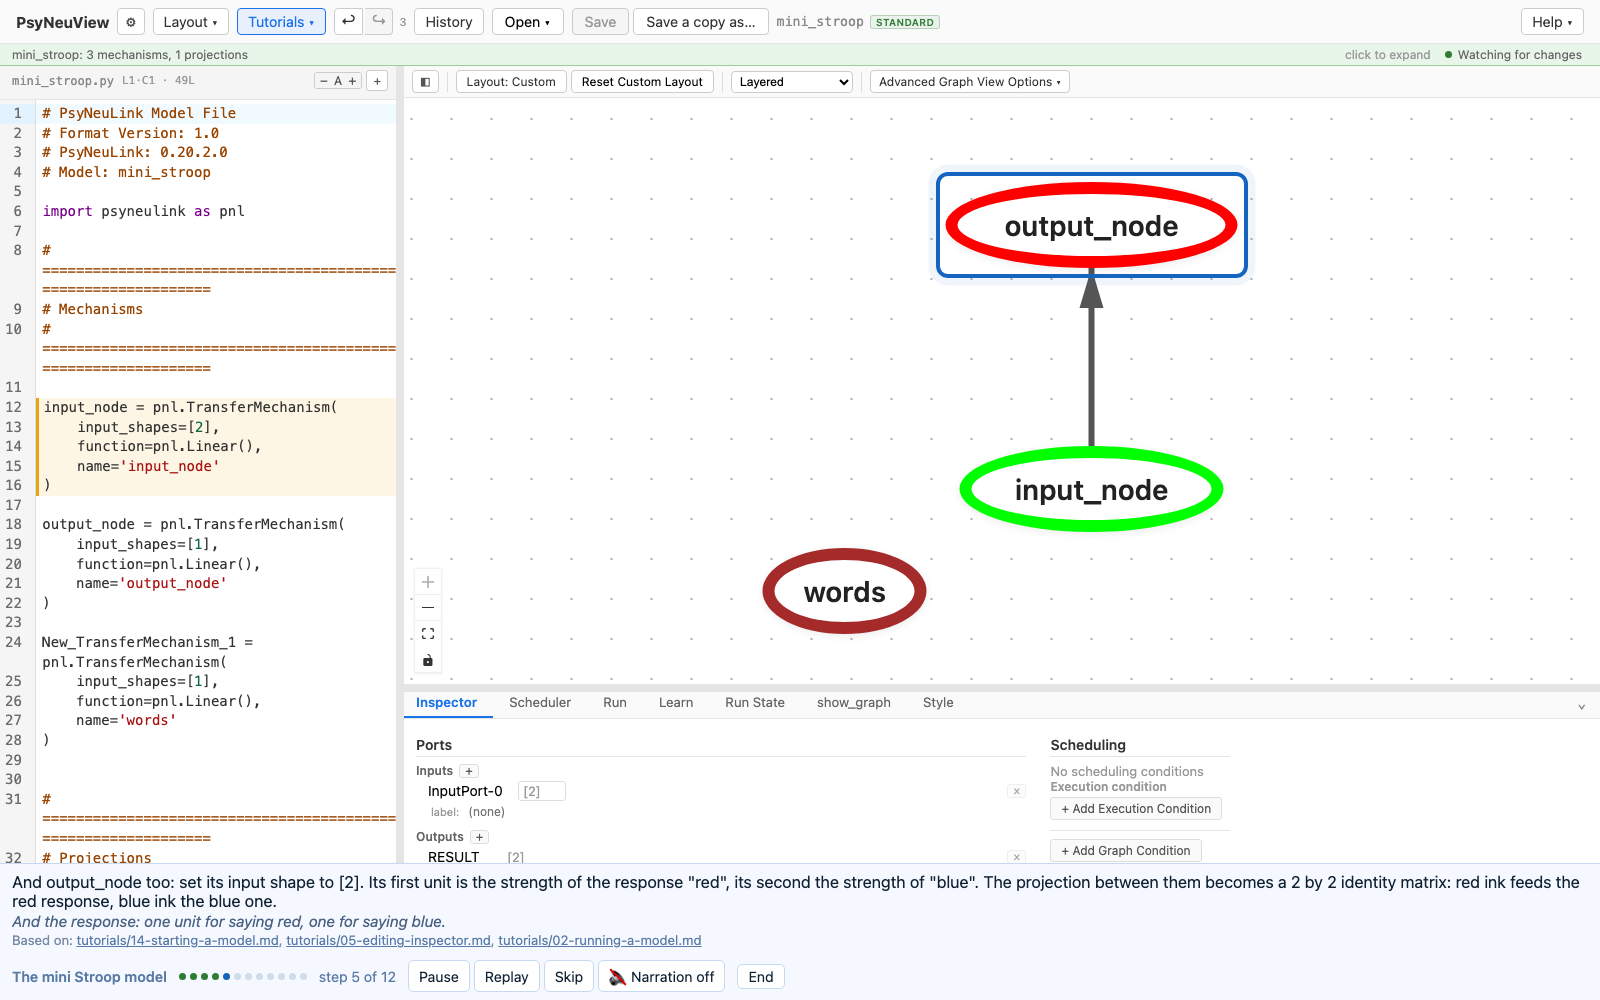 PsyNeuView ⚙ Layout ▾ Tutorials ▾ ↩ ↪ 3 History Open ▾ Save Save a copy as... mini_stroop STANDARD Help ▾
mini_stroop: 3 mechanisms, 1 projections click to expand ● Watching for changes
mini_stroop.py L1:C1 · 49L − A + +
Layout: Custom Reset Custom Layout Layered Advanced Graph View Options ▾
1 # PsyNeuLink Model File
2 # Format Version: 1.0
3 # PsyNeuLink: 0.20.2.0
4 # Model: mini_stroop
5
6 import psyneulink as pnl
7
8 #
==========================================
====================
9 # Mechanisms
10 #
==========================================
====================
11
12 input_node = pnl.TransferMechanism(
13 input_shapes=[2],
14 function=pnl.Linear(),
15 name='input_node'
16 )
17
18 output_node = pnl.TransferMechanism(
19 input_shapes=[1],
20 function=pnl.Linear(),
21 name='output_node'
22 )
23
24 New_TransferMechanism_1 =
pnl.TransferMechanism(
25 input_shapes=[1],
26 function=pnl.Linear(),
27 name='words'
28 )
29
30
31 #
==========================================
====================
32 # Projections
output_node
input_node
words
Inspector Scheduler Run Learn Run State show_graph Style
Ports
Inputs +
InputPort-0 [2] x
label: (none)
Outputs +
RESULT [2] x
Scheduling
No scheduling conditions
Execution condition
+ Add Execution Condition
+ Add Graph Condition
And output_node too: set its input shape to [2]. Its first unit is the strength of the response "red", its second the strength of "blue". The projection between them becomes a 2 by 2 identity matrix: red ink feeds the
red response, blue ink the blue one.
And the response: one unit for saying red, one for saying blue.
Based on: tutorials/14-starting-a-model.md, tutorials/05-editing-inspector.md, tutorials/02-running-a-model.md
The mini Stroop model step 5 of 12 Pause Replay Skip Narration off End